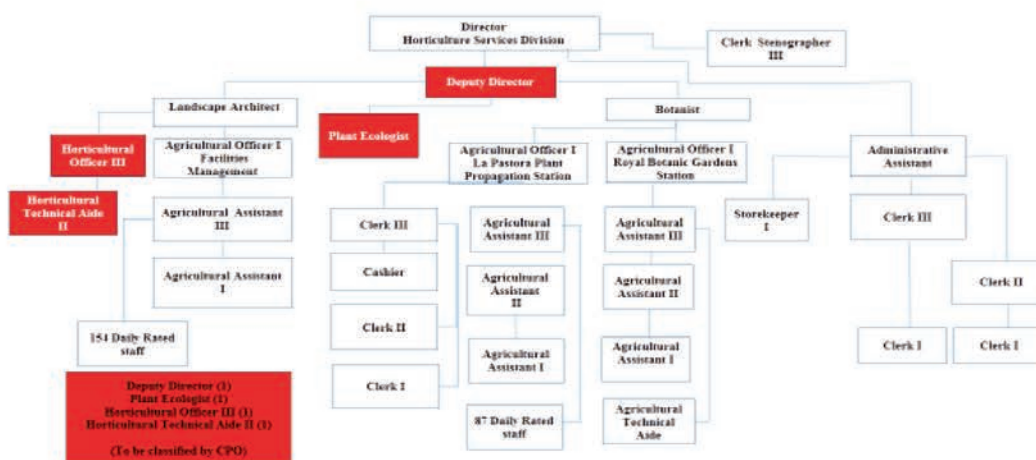 Director
Horticulture Services Division
Clerk Stenographer
III
Deputy Director
Landscape Architect
Plant Ecologist
Botanist
Horticultural
Officer III
Agricultural Officer I
Facilities
Management
Agricultural Officer I
La Pastora Plant
Propagation Station
Agricultural Officer I
Royal Botanic Gardens
Station
Administrative
Assistant
Horticultural
Technical Aide
II
Agricultural Assistant
III
Clerk III
Agricultural
Assistant III
Agricultural
Assistant III
Storekeeper
I
Clerk III
Agricultural Assistant
I
Cashier
Agricultural
Assistant
II
Agricultural
Assistant II
Clerk II
154 Daily Rated
staff
Clerk II
Clerk I
Agricultural
Assistant I
Agricultural
Assistant I
Clerk I
Clerk I
87 Daily Rated
staff
Agricultural
Technical
Aide
Deputy Director (1)
Plant Ecologist (1)
Horticultural Officer III (1)
Horticultural Technical Aide II (1)
(To be classified by CPO)